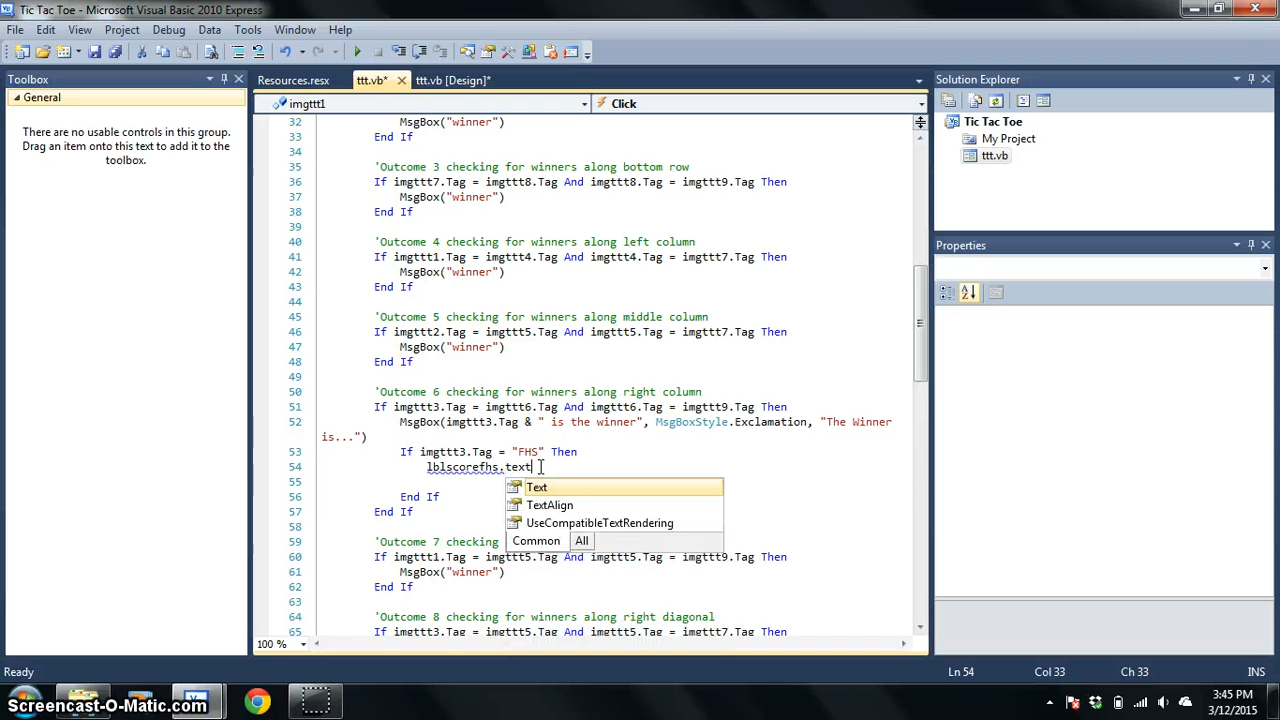 Tic Tac Toe - Microsoft Visual Basic 2010 Express
File Edit View Project Debug Data Tools Window Help
Toolbox
General
There are no usable controls in this group.
Drag an item onto this text to add it to the
toolbox.
Resources.resx ttt.vb* ttt.vb [Design]*
imgttt1 Click
32 MsgBox("winner")
33 End If
34
35 'Outcome 3 checking for winners along bottom row
36 If imgttt7.Tag = imgttt8.Tag And imgttt8.Tag = imgttt9.Tag Then
37 MsgBox("winner")
38 End If
39
40 'Outcome 4 checking for winners along left column
41 If imgttt1.Tag = imgttt4.Tag And imgttt4.Tag = imgttt7.Tag Then
42 MsgBox("winner")
43 End If
44
45 'Outcome 5 checking for winners along middle column
46 If imgttt2.Tag = imgttt5.Tag And imgttt5.Tag = imgttt7.Tag Then
47 MsgBox("winner")
48 End If
49
50 'Outcome 6 checking for winners along right column
51 If imgttt3.Tag = imgttt6.Tag And imgttt6.Tag = imgttt9.Tag Then
52 MsgBox(imgttt3.Tag & " is the winner", MsgBoxStyle.Exclamation, "The Winner
is...")
53 If imgttt3.Tag = "FHS" Then
54 lblscorefhs.text
55
56 End If
57 End If
58
59 'Outcome 7 checking
60 If imgttt1.Tag = imgttt5.Tag And imgttt5.Tag = imgttt9.Tag Then
61 MsgBox("winner")
62 End If
63
64 'Outcome 8 checking for winners along right diagonal
65 If imgttt3.Tag = imgttt5.Tag And imgttt5.Tag = imgttt7.Tag Then
Text
TextAlign
UseCompatibleTextRendering
Common All
100 %
Solution Explorer
Tic Tac Toe
My Project
ttt.vb
Properties
Ready Ln 54 Col 33 Ch 33 INS
Screencast-O-Matic.com
3:45 PM
3/12/2015